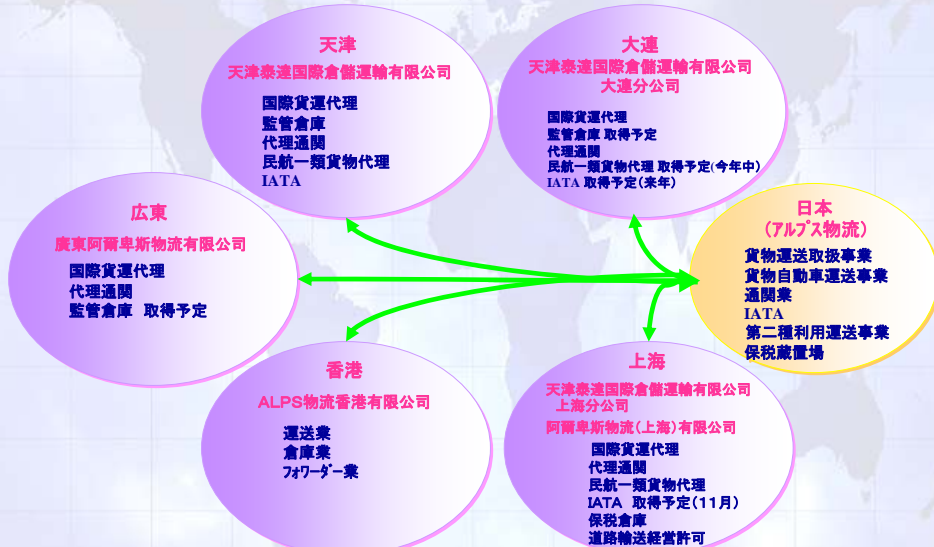 天津
天津泰達国際倉儲運輸有限公司
国際貨運代理
監管倉庫
代理通関
民航一類貨物代理
IATA
大連
天津泰達国際倉儲運輸有限公司
大連分公司
国際貨運代理
監管倉庫 取得予定
代理通関
民航一類貨物代理 取得予定(今年中)
IATA 取得予定(来年)
広東
廣東阿爾卑斯物流有限公司
国際貨運代理
代理通関
監管倉庫 取得予定
日本
(アルプス物流)
貨物運送取扱事業
貨物自動車運送事業
通関業
IATA
第二種利用運送事業
保税蔵置場
香港
ALPS物流香港有限公司
運送業
倉庫業
フォワーダー業
上海
天津泰達国際倉儲運輸有限公司
上海分公司
阿爾卑斯物流(上海)有限公司
国際貨運代理
代理通関
民航一類貨物代理
IATA 取得予定(11月)
保税倉庫
道路輸送経営許可